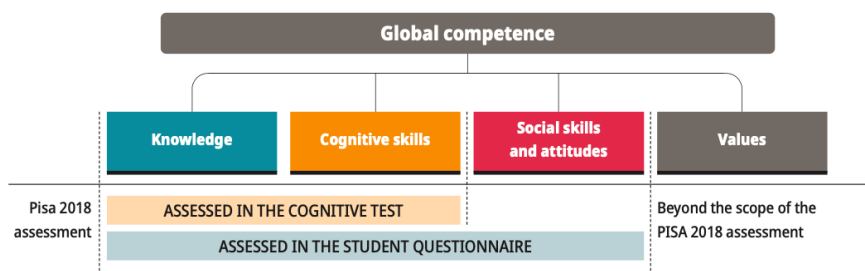 Global competence
Knowledge
Cognitive skills
Social skills
and attitudes
Values
Pisa 2018
assessment
ASSESSED IN THE COGNITIVE TEST
ASSESSED IN THE STUDENT QUESTIONNAIRE
Beyond the scope of the
PISA 2018 assessment